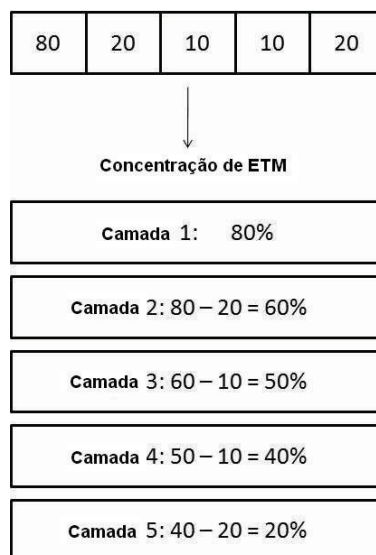 80 20 10 10 20
Concentração de ETM
Camada 1: 80%
Camada 2: 80 – 20 = 60%
Camada 3: 60 – 10 = 50%
Camada 4: 50 – 10 = 40%
Camada 5: 40 – 20 = 20%